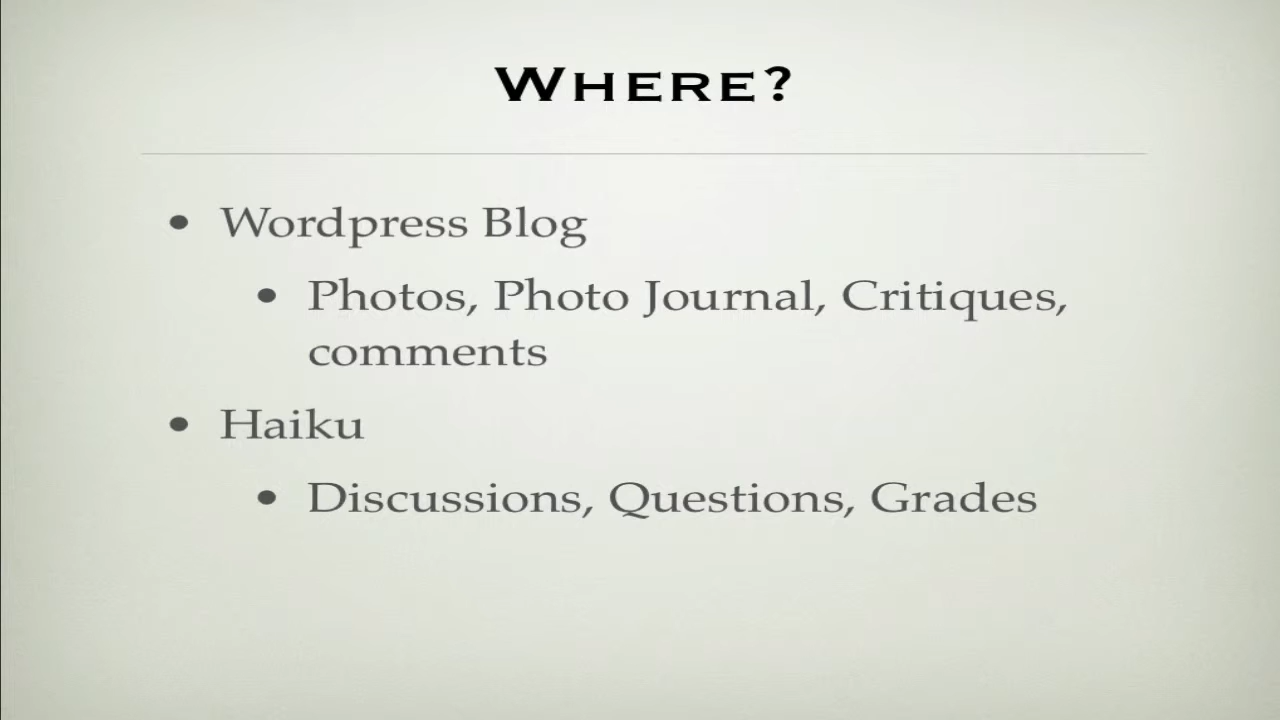 WHERE?
• Wordpress Blog
• Photos, Photo Journal, Critiques,
comments
• Haiku
• Discussions, Questions, Grades